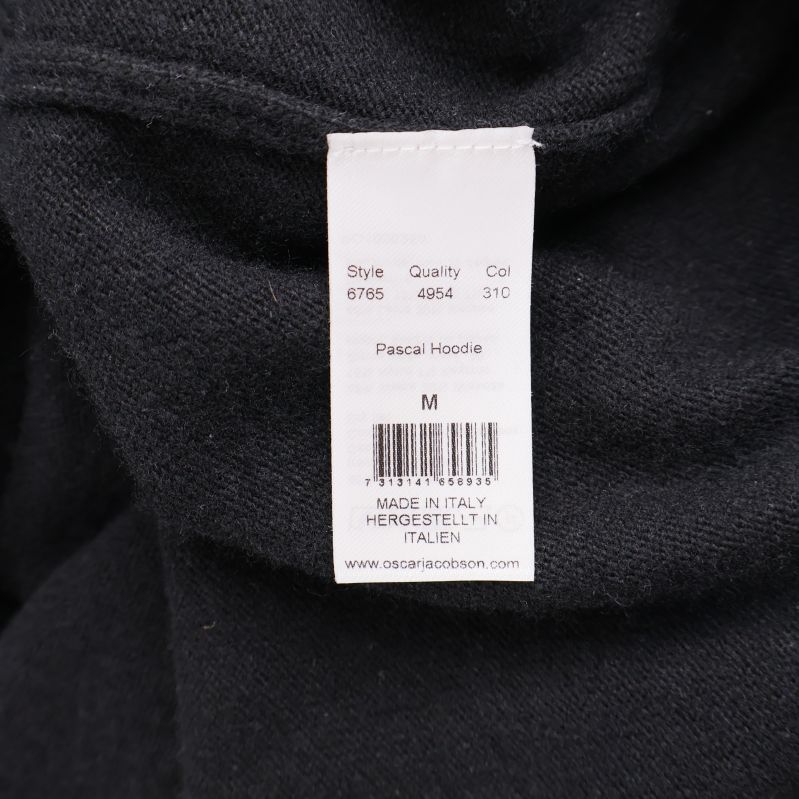 Style Quality Col
6765 4954 310
Pascal Hoodie
M
7 313141 658935
MADE IN ITALY
HERGESTELLT IN
ITALIEN
www.oscarjacobson.com